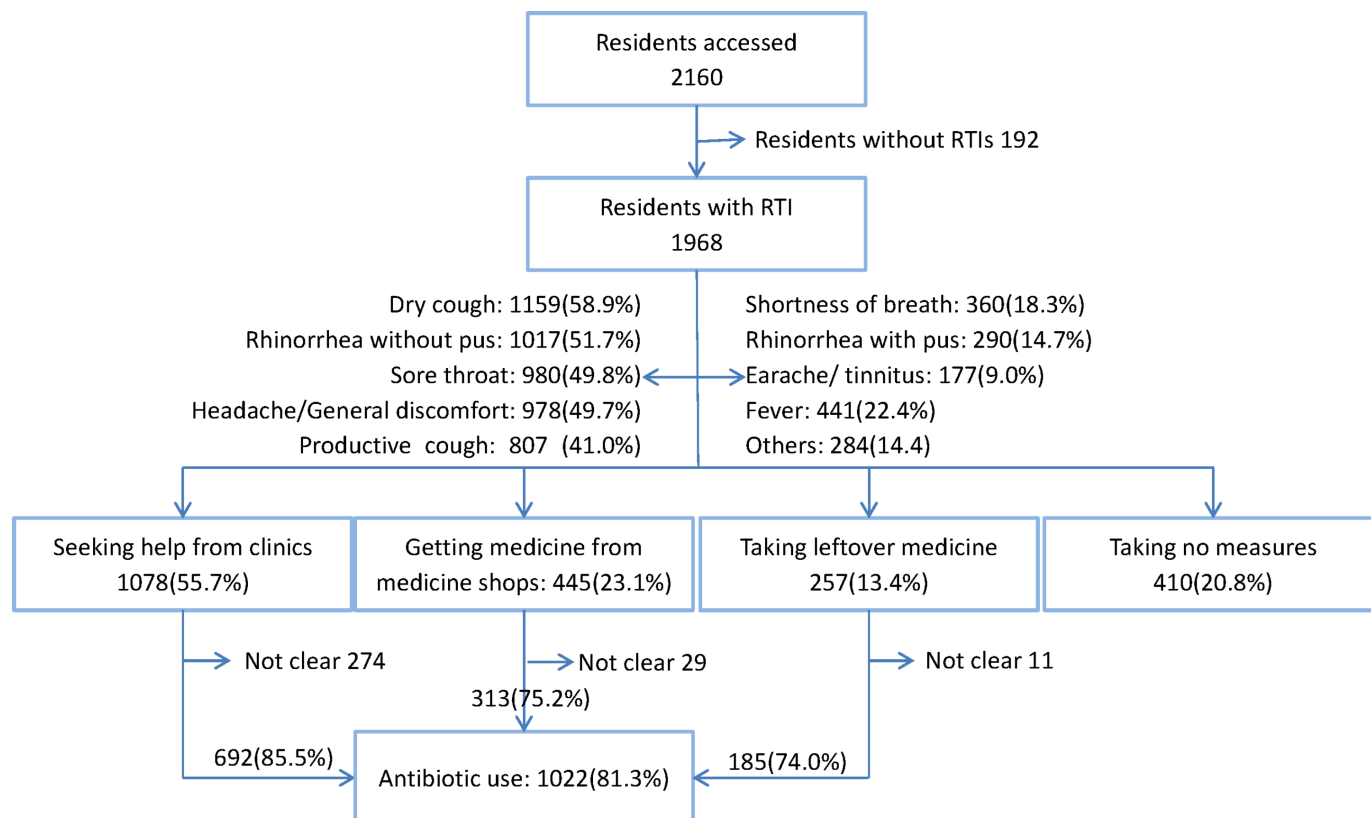 Residents accessed
2160
Residents without RTIs 192
Residents with RTI
1968
Dry cough: 1159(58.9%)
Rhinorrhea without pus: 1017(51.7%)
Sore throat: 980(49.8%)
Headache/General discomfort: 978(49.7%)
Productive cough: 807 (41.0%)
Shortness of breath: 360(18.3%)
Rhinorrhea with pus: 290(14.7%)
Earache/ tinnitus: 177(9.0%)
Fever: 441(22.4%)
Others: 284(14.4)
Seeking help from clinics
1078(55.7%)
Getting medicine from
medicine shops: 445(23.1%)
Taking leftover medicine
257(13.4%)
Taking no measures
410(20.8%)
Not clear 274
Not clear 29
Not clear 11
313(75.2%)
692(85.5%)
185(74.0%)
Antibiotic use: 1022(81.3%)